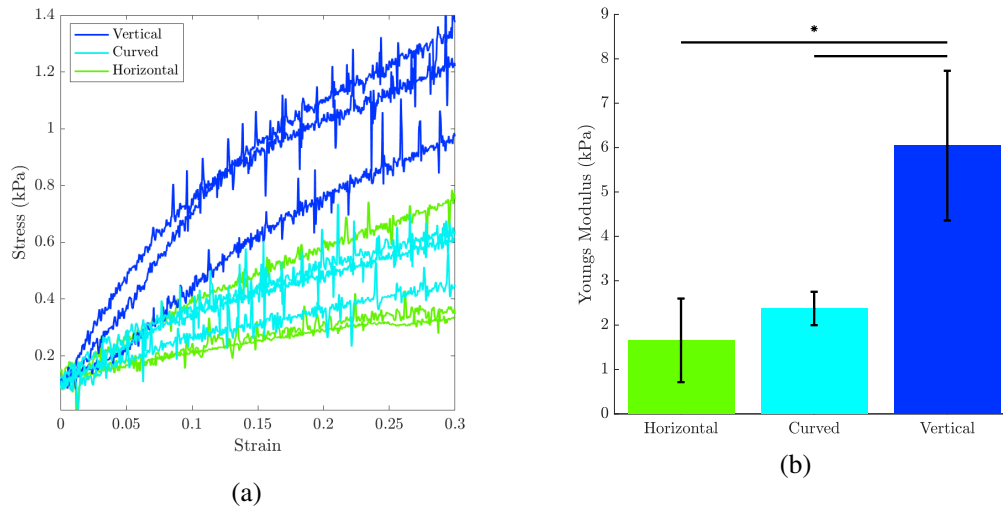 1.4
1.2
1
0.8
0.6
0.4
0.2
0
0.05
0.1
0.15
0.2
0.25
0.3
Stress (kPa)
Strain
Vertical
Curved
Horizontal
(a)
9
8
7
6
5
4
3
2
1
0
Youngs Modulus (kPa)
*
Horizontal
Curved
Vertical
(b)